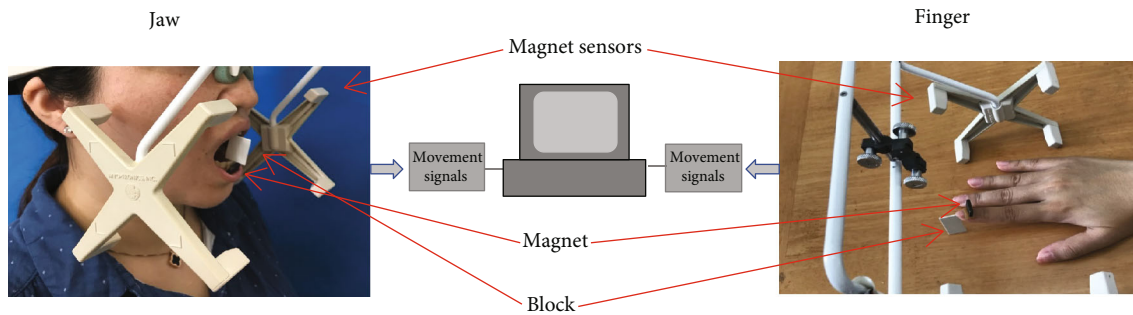 Jaw
Finger
Magnet sensors
Movement
signals
Movement
signals
Magnet
Block